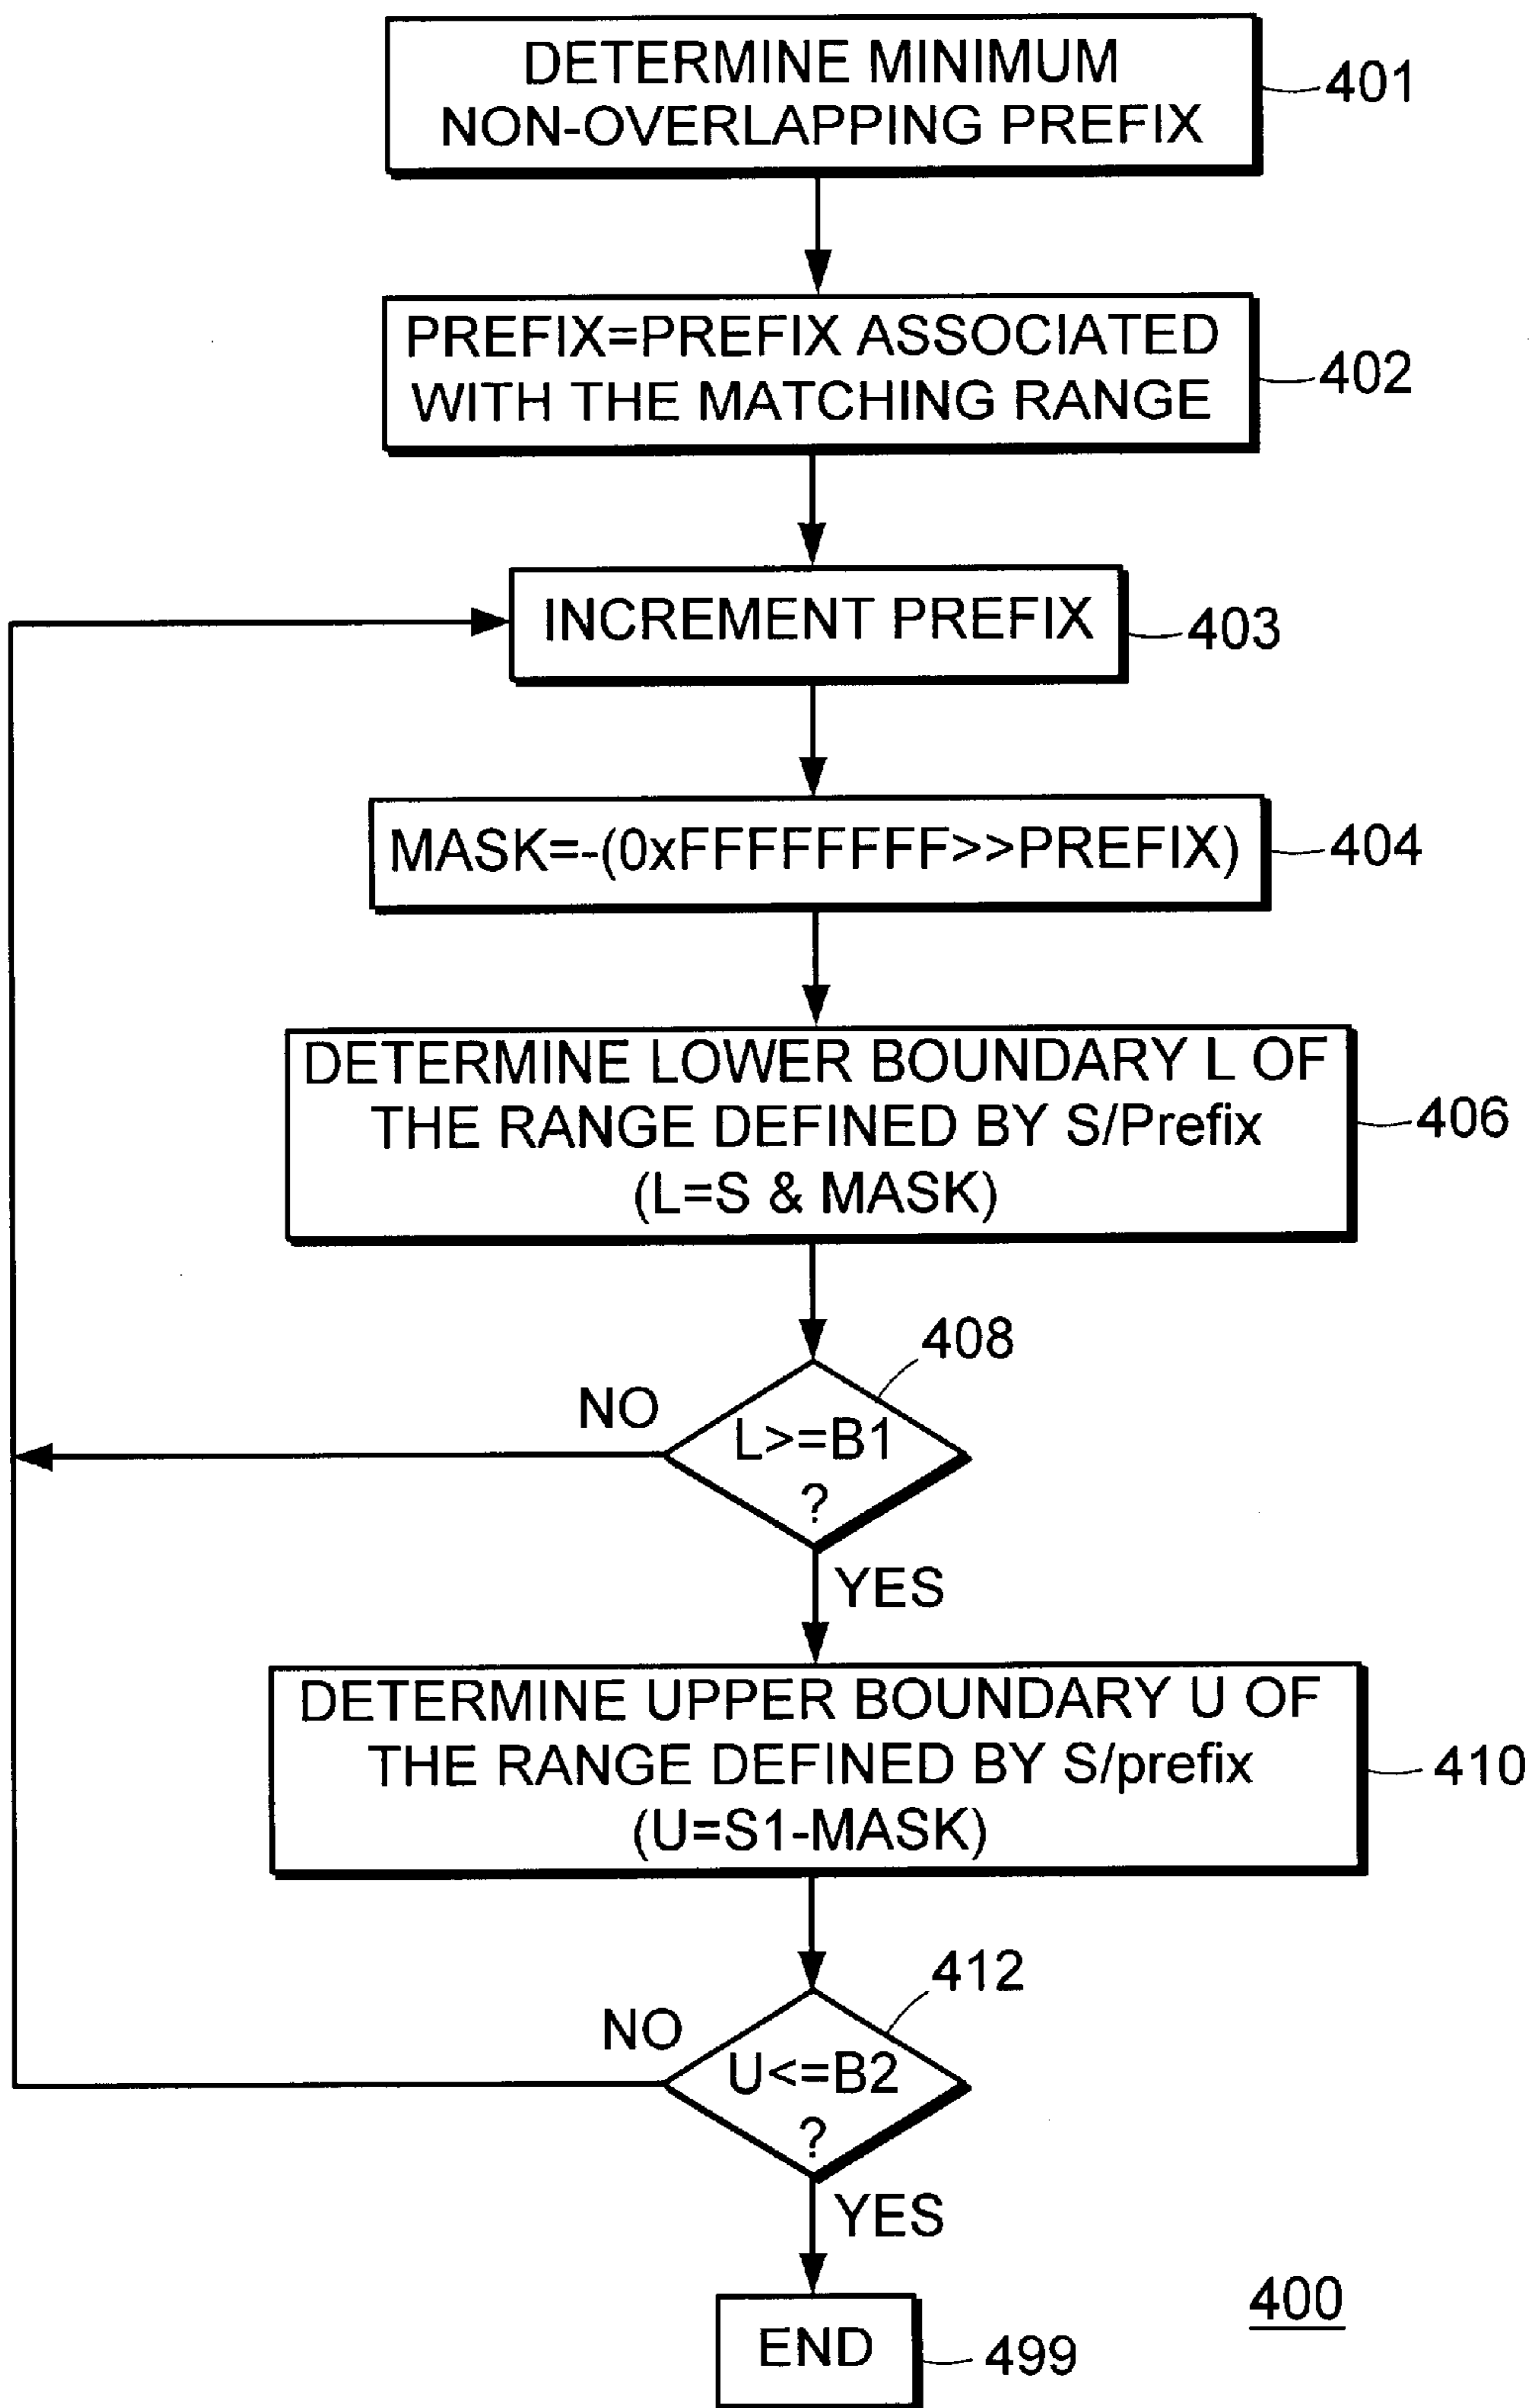 DETERMINE MINIMUM
NON-OVERLAPPING PREFIX
401
PREFIX=PREFIX ASSOCIATED
WITH THE MATCHING RANGE
402
INCREMENT PREFIX
403
MASK=-(0xFFFFFFFF>>PREFIX)
404
DETERMINE LOWER BOUNDARY L OF
THE RANGE DEFINED BY S/Prefix
(L=S & MASK)
406
408
NO
L>=B1
?
YES
DETERMINE UPPER BOUNDARY U OF
THE RANGE DEFINED BY S/prefix
(U=S1-MASK)
410
412
NO
U<=B2
?
YES
END
499
400